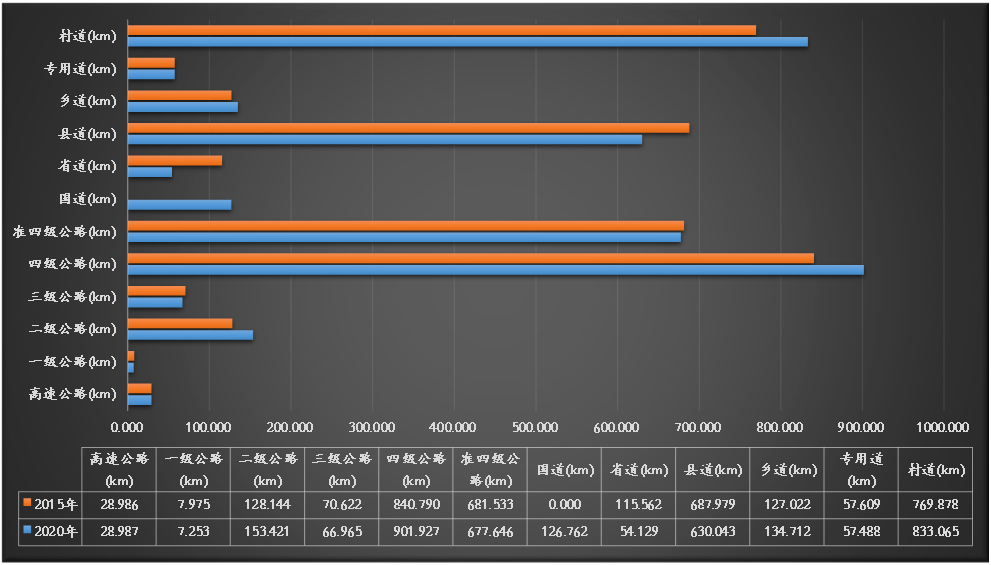 村道(km)
专用道(km)
乡道(km)
县道(km)
省道(km)
国道(km)
准四级公路(km)
四级公路(km)
三级公路(km)
二级公路(km)
一级公路(km)
高速公路(km)
0.000 100.000 200.000 300.000 400.000 500.000 600.000 700.000 800.000 900.000 1000.000
高速公路(km) 一级公路(km) 二级公路(km) 三级公路(km) 四级公路(km) 准四级公路(km) 国道(km) 省道(km) 县道(km) 乡道(km) 专用道(km) 村道(km)
2015年 28.986 7.975 128.144 70.622 840.790 681.533 0.000 115.562 687.979 127.022 57.609 769.878
2020年 28.987 7.253 153.421 66.965 901.927 677.646 126.762 54.129 630.043 134.712 57.488 833.065